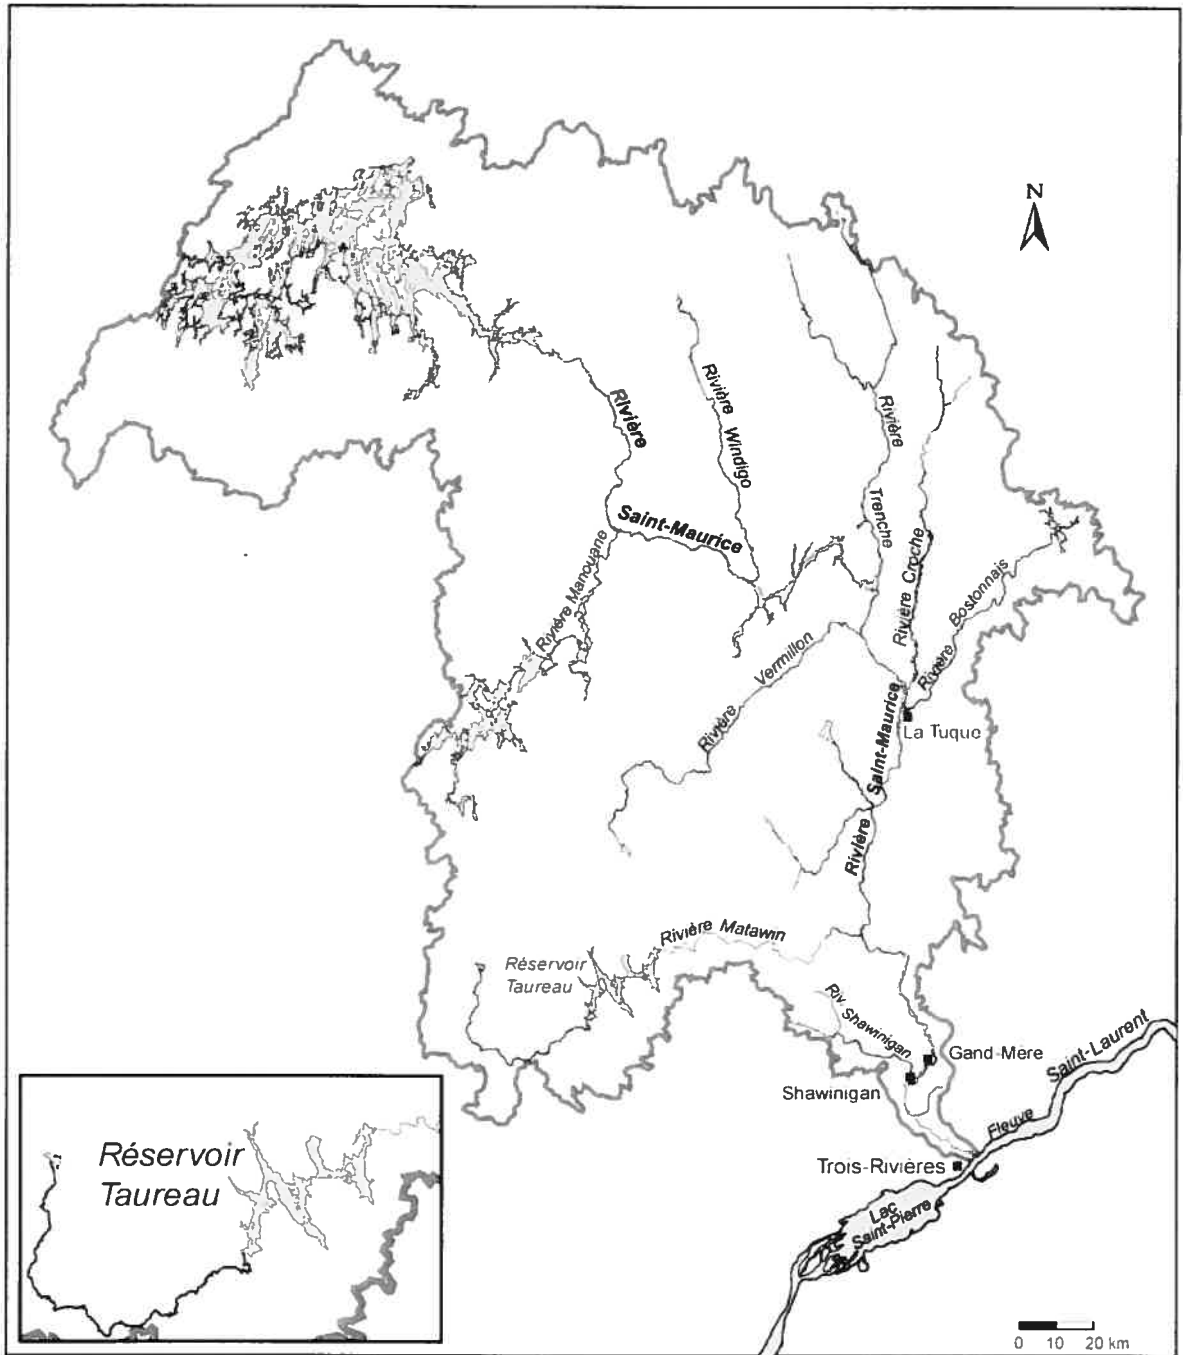 N
Rivière
Saint-Maurice
Rivière Windigo
Rivière
Trenche
Rivière Croche
Rivière Bostonnais
Rivière Manouane
Rivière Vermillon
La Tuque
Rivière Saint-Maurice
Rivière Matawin
Réservoir
Taureau
Riv. Shawinigan
Gand-Mère
Shawinigan
Fleuve Saint-Laurent
Trois-Rivières
Lac
Saint-Pierre
Réservoir
Taureau
0 10 20 km